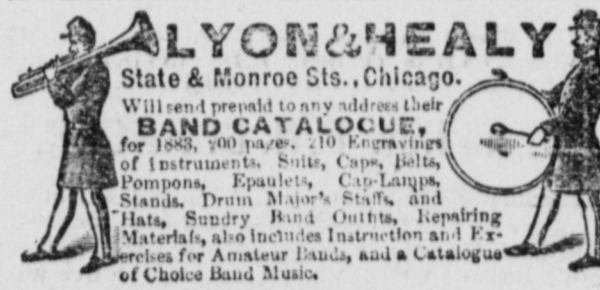 LYON & HEALY
State & Monroe Sts., Chicago.
Will send prepaid to any address their
BAND CATALOGUE,
for 1883, 200 pages, 210 Engravings
of Instruments, Suits, Caps, Belts,
Pompons, Epaulets, Cap-Lamps,
Stands, Drum Major's Staffs, and
Hats, Sundry Band Outfits, Repairing
Materials, also includes Instruction and Ex-
ercises for Amateur Bands, and a Catalogue
of Choice Band Music.